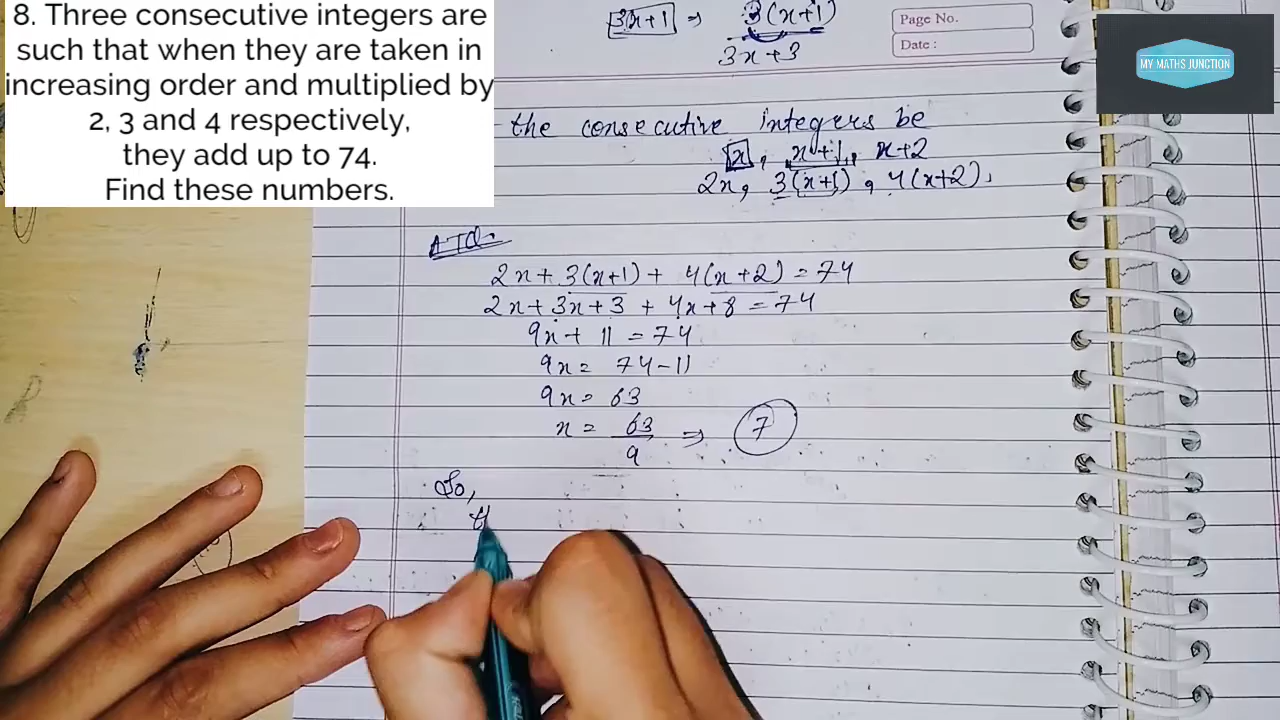 8. Three consecutive integers are
such that when they are taken in
increasing order and multiplied by
2, 3 and 4 respectively,
they add up to 74.
Find these numbers.
3x+1 ⇒ 3(x+1)
3x+3
Page No.
Date :
MY MATHS JUNCTION
the consecutive integers be
x, x+1, x+2
2x, 3(x+1), 4(x+2).
ATQ.
2x + 3(x+1) + 4(x+2) = 74
2x + 3x + 3 + 4x + 8 = 74
9x + 11 = 74
9x = 74 - 11
9x = 63
x = 63/9 ⇒ 7
So,